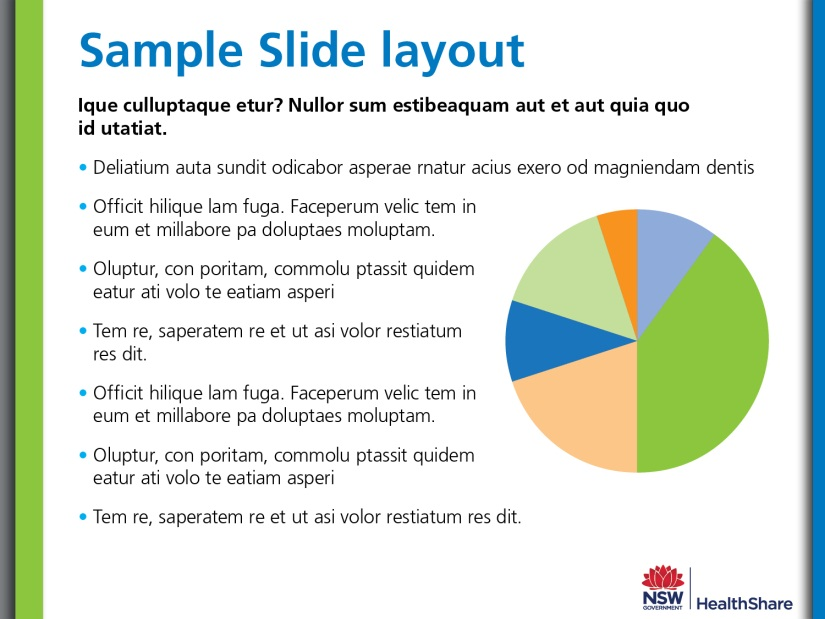 Sample Slide layout
Ique culluptaque etur? Nullor sum estibeaquam aut et aut quia quo
id utatiat.
• Deliatium auta sundit odicabor asperae rnatur acius exero od magniendam dentis
• Officit hilique lam fuga. Faceperum velic tem in
eum et millabore pa doluptaes moluptam.
• Oluptur, con poritam, commolu ptassit quidem
eatur ati volo te eatiam asperi
• Tem re, saperatem re et ut asi volor restiatum
res dit.
• Officit hilique lam fuga. Faceperum velic tem in
eum et millabore pa doluptaes moluptam.
• Oluptur, con poritam, commolu ptassit quidem
eatur ati volo te eatiam asperi
• Tem re, saperatem re et ut asi volor restiatum res dit.
NSW
GOVERNMENT
HealthShare